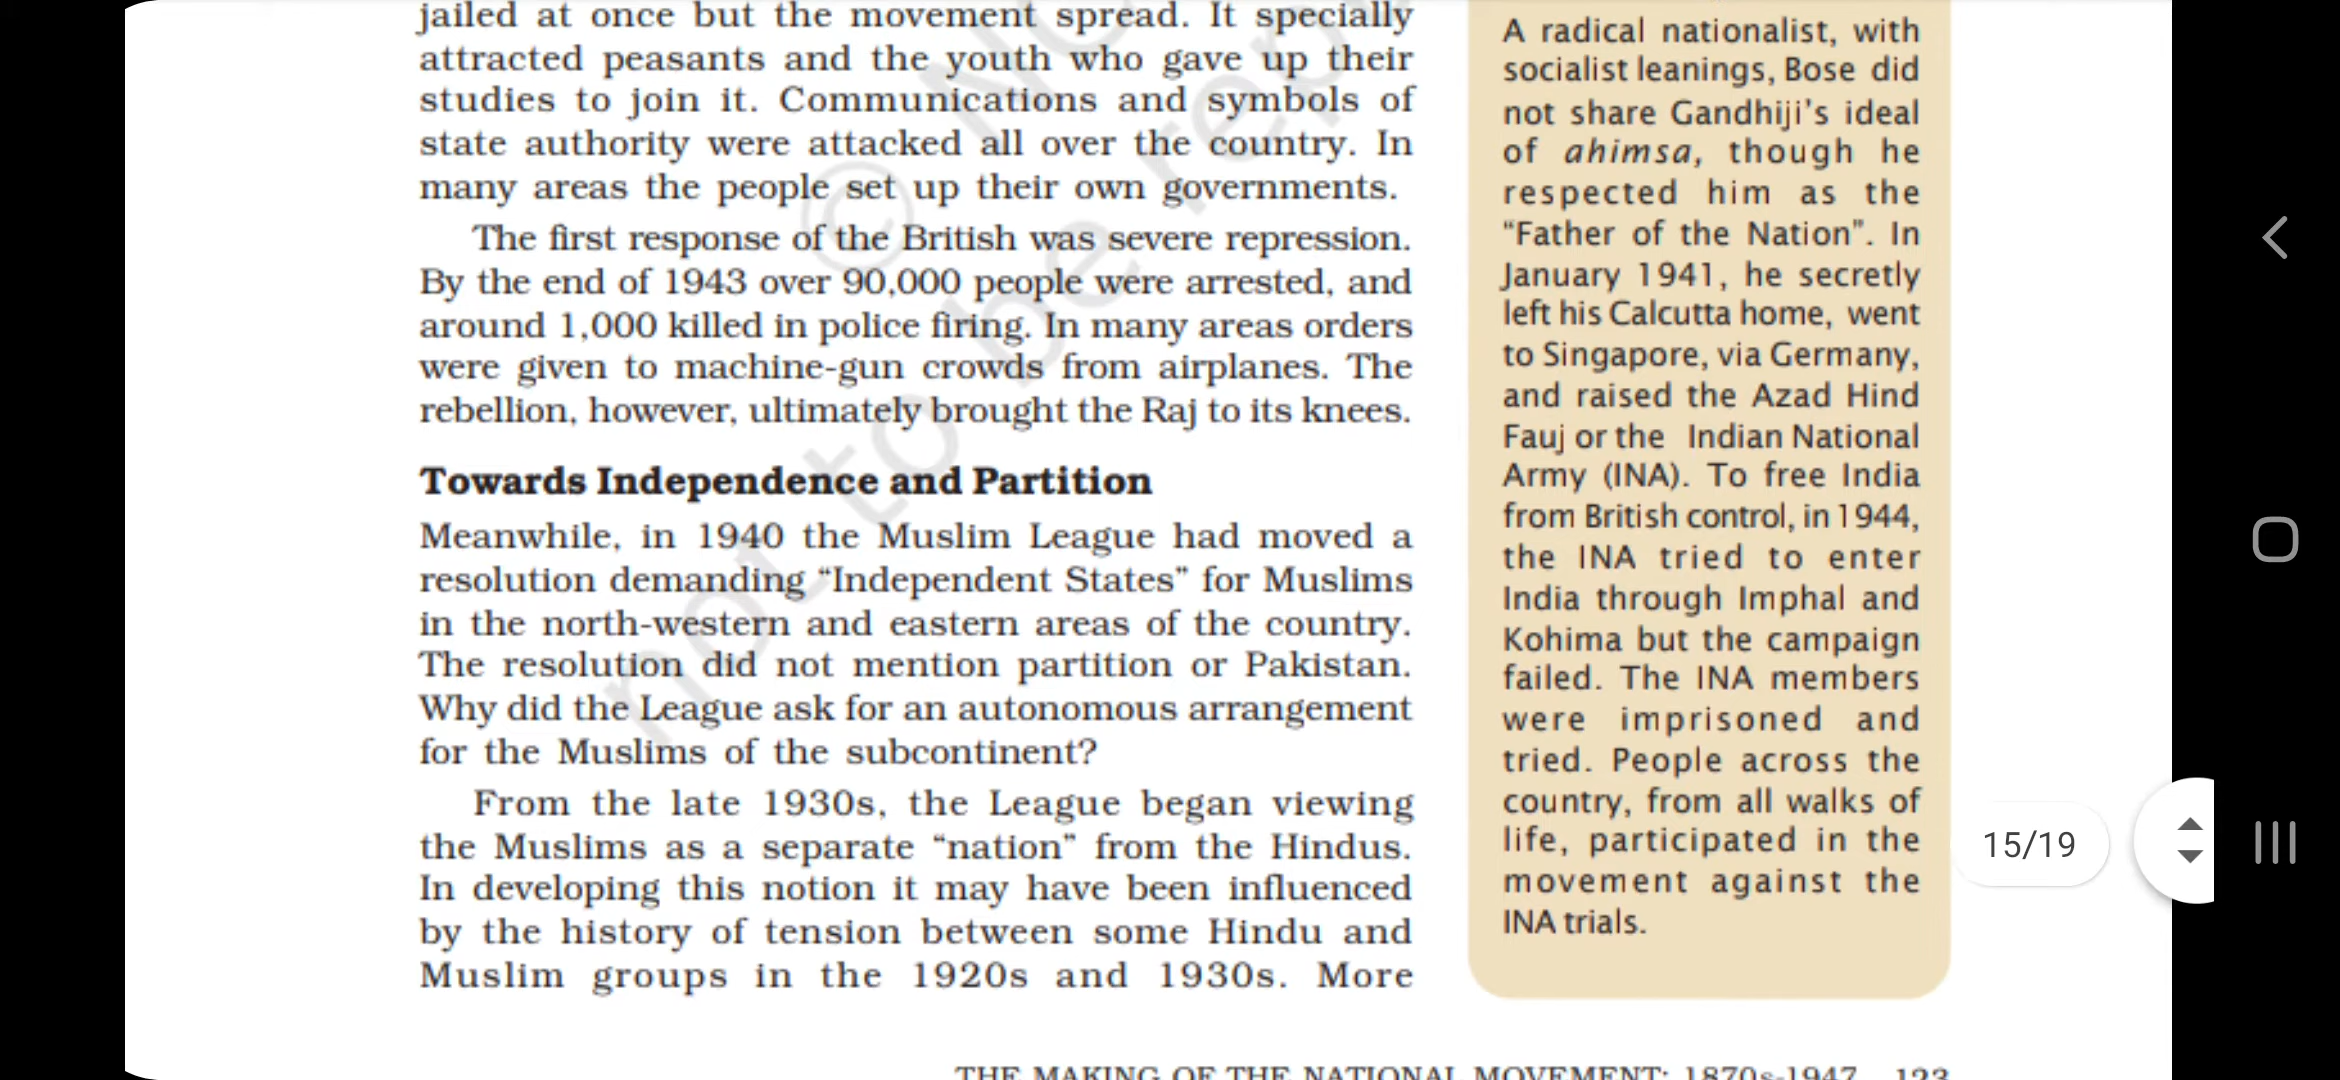 jailed at once but the movement spread. It specially
attracted peasants and the youth who gave up their
studies to join it. Communications and symbols of
state authority were attacked all over the country. In
many areas the people set up their own governments.
The first response of the British was severe repression.
By the end of 1943 over 90,000 people were arrested, and
around 1,000 killed in police firing. In many areas orders
were given to machine-gun crowds from airplanes. The
rebellion, however, ultimately brought the Raj to its knees.
Towards Independence and Partition
Meanwhile, in 1940 the Muslim League had moved a
resolution demanding “Independent States” for Muslims
in the north-western and eastern areas of the country.
The resolution did not mention partition or Pakistan.
Why did the League ask for an autonomous arrangement
for the Muslims of the subcontinent?
From the late 1930s, the League began viewing
the Muslims as a separate “nation” from the Hindus.
In developing this notion it may have been influenced
by the history of tension between some Hindu and
Muslim groups in the 1920s and 1930s. More
A radical nationalist, with
socialist leanings, Bose did
not share Gandhiji's ideal
of ahimsa, though he
respected him as the
“Father of the Nation”. In
January 1941, he secretly
left his Calcutta home, went
to Singapore, via Germany,
and raised the Azad Hind
Fauj or the Indian National
Army (INA). To free India
from British control, in 1944,
the INA tried to enter
India through Imphal and
Kohima but the campaign
failed. The INA members
were imprisoned and
tried. People across the
country, from all walks of
life, participated in the
movement against the
INA trials.
15/19
THE MAKING OF THE NATIONAL MOVEMENT: 1870s-1947 123
© NC
not to be rep